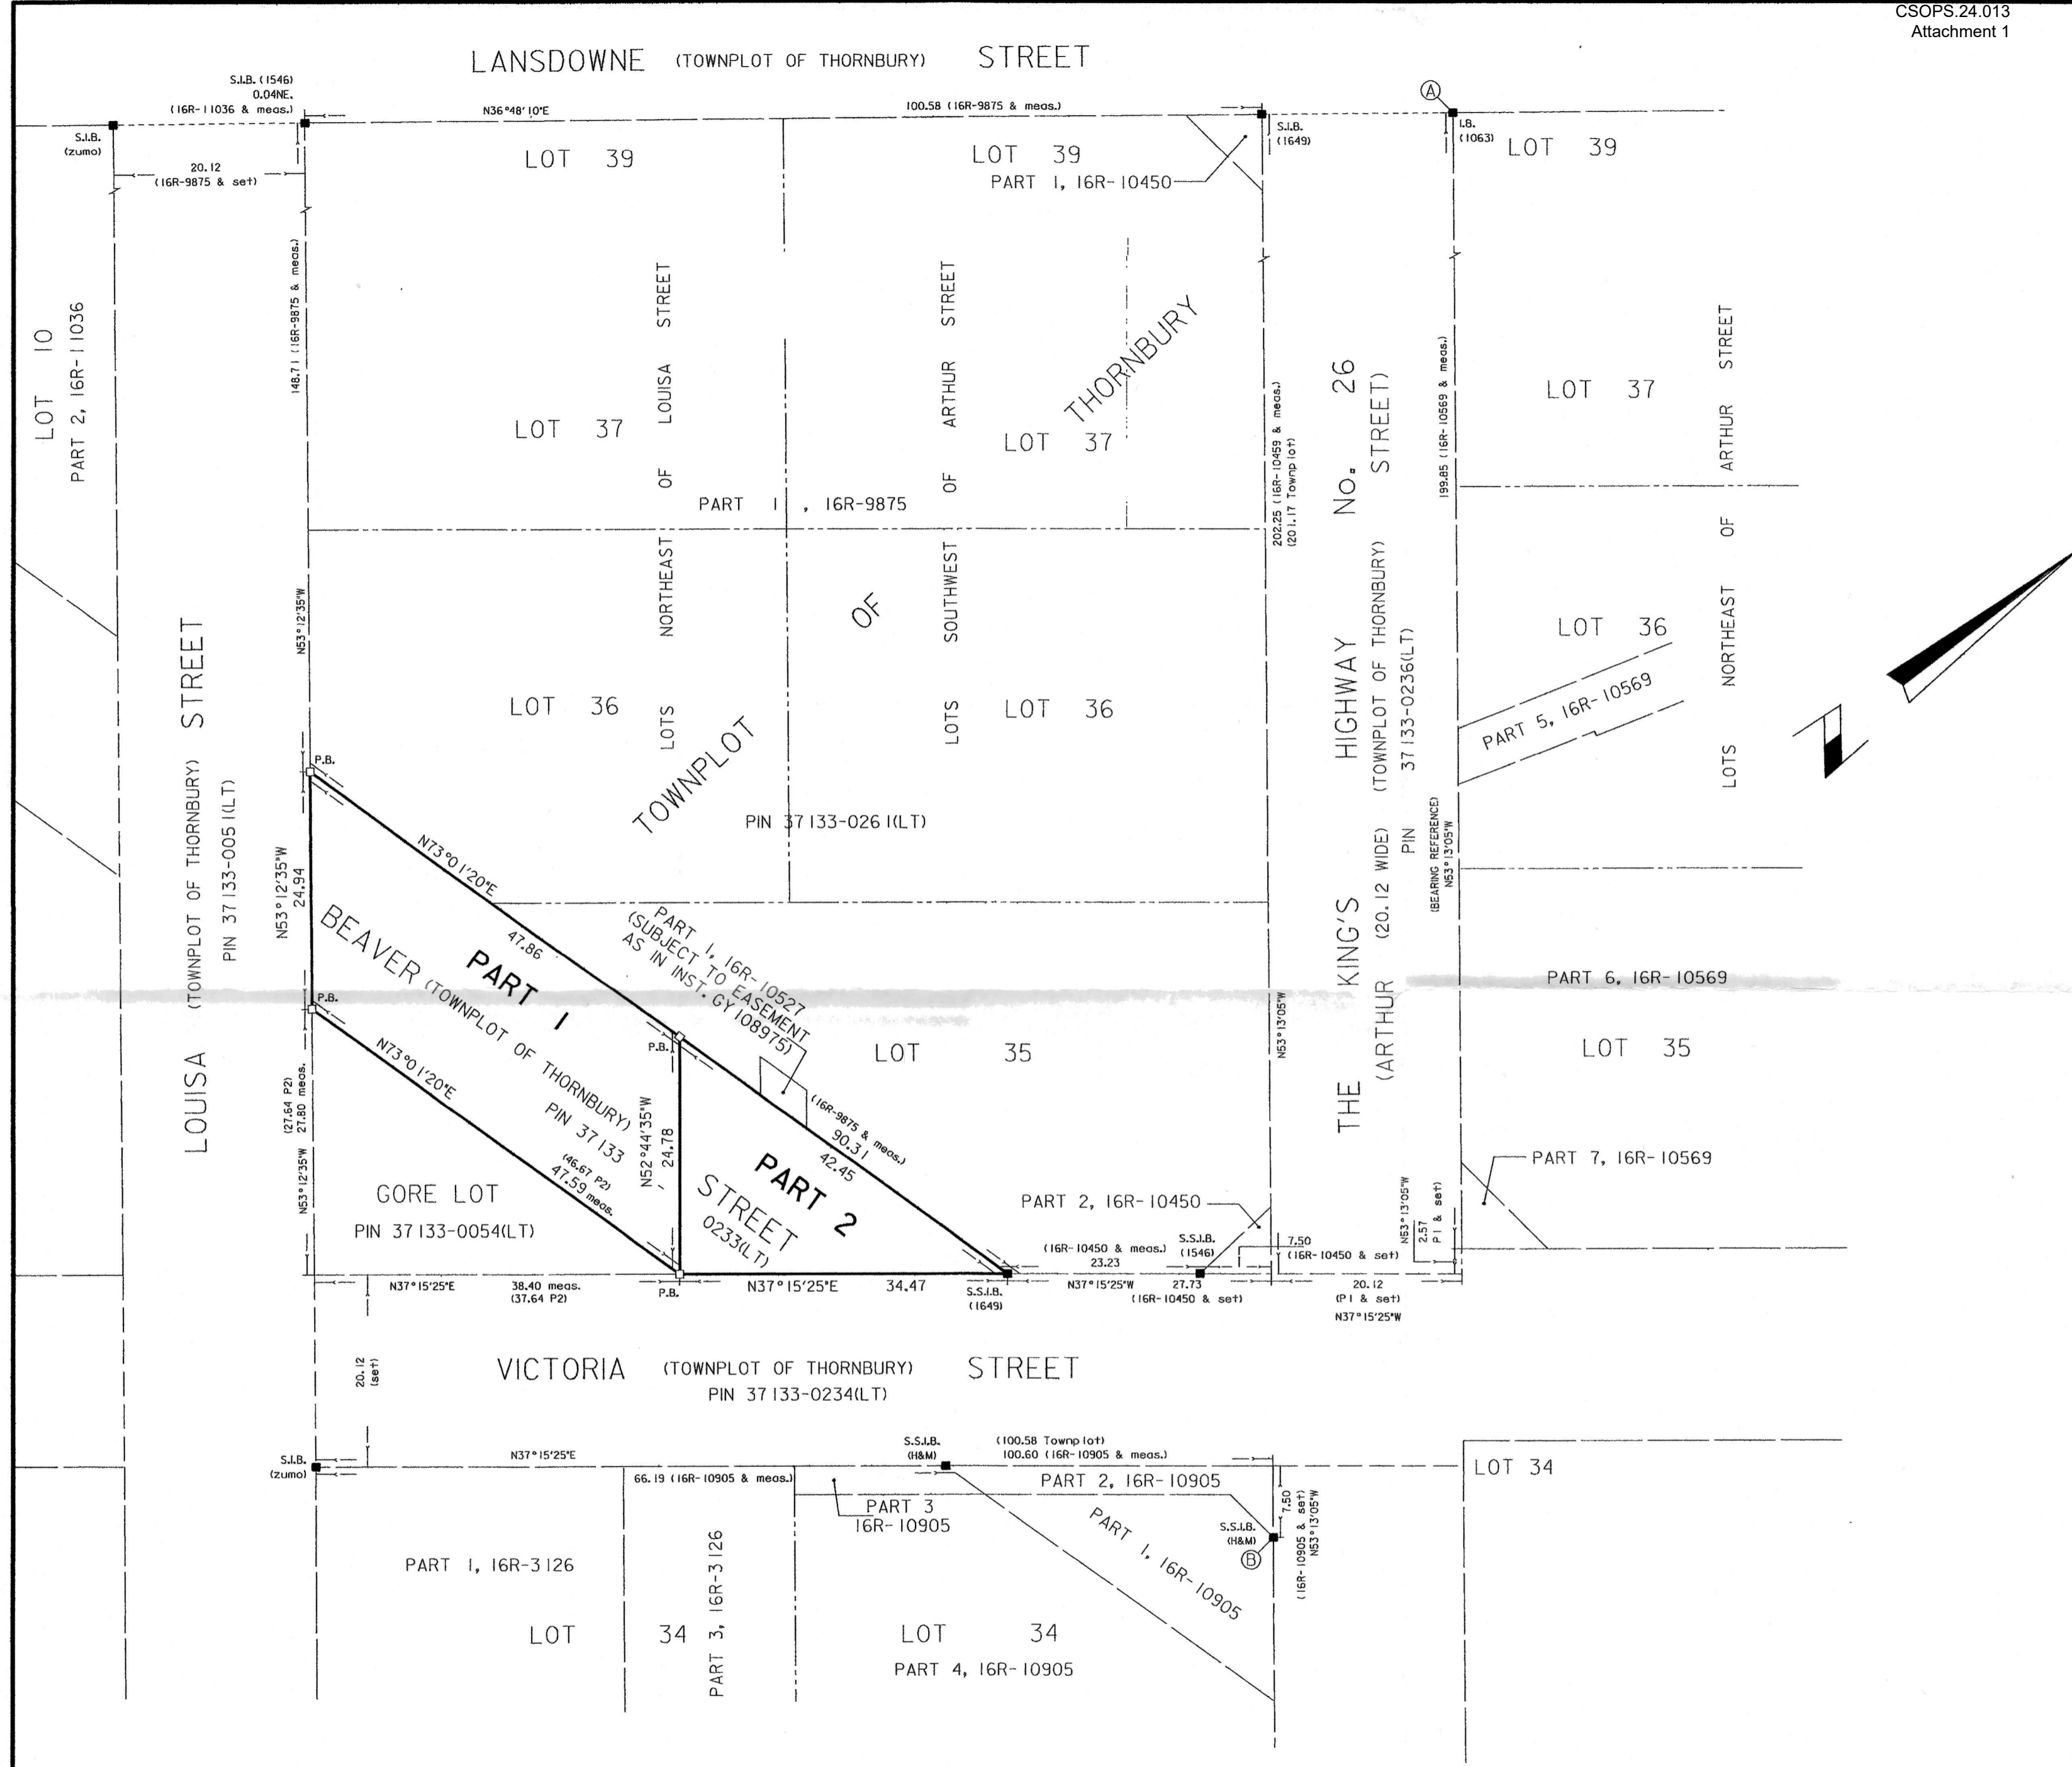 CSOPS.24.013
Attachment 1
LANSDOWNE (TOWNPLOT OF THORNBURY) STREET
S.I.B. (1546)
0.04NE.
(16R-11036 & meas.)
N36°48'10"E
100.58 (16R-9875 & meas.)
A
S.I.B.
(zumo)
S.I.B.
(1649)
I.B.
(1063)
20.12
(16R-9875 & set)
LOT 39
LOT 39
LOT 39
PART 1, 16R-10450
LOT 10
PART 2, 16R-11036
148.71 (16R-9875 & meas.)
N53°12'35"W
LOTS NORTHEAST OF LOUISA STREET
LOTS SOUTHWEST OF ARTHUR STREET
TOWNPLOT OF THORNBURY
LOT 37
LOT 37
LOT 37
PART 1, 16R-9875
202.25 (16R-10459 & meas.)
(201.17 Townplot)
THE KING'S HIGHWAY No. 26
(ARTHUR (20.12 WIDE) (TOWNPLOT OF THORNBURY) STREET)
PIN 37133-0236(LT)
199.85 (16R-10569 & meas.)
(BEARING REFERENCE)
N53°13'05"W
LOTS NORTHEAST OF ARTHUR STREET
LOT 36
LOT 36
LOT 36
PART 5, 16R-10569
LOUISA (TOWNPLOT OF THORNBURY) STREET
PIN 37133-0051(LT)
PIN 37133-0261(LT)
P.B.
N53°12'35"W
24.94
N73°01'20"E
47.86
BEAVER (TOWNPLOT OF THORNBURY) STREET
PART 1
PIN 37133 - 0233(LT)
PART 1, 16R-10527
(SUBJECT TO EASEMENT
AS IN INST. GY108975)
P.B.
P.B.
N73°01'20"E
(46.67 P2)
47.59 meas.
N52°44'35"W
24.78
(16R-9875 & meas.)
90.31
42.45
PART 2
LOT 35
N53°13'05"W
PART 6, 16R-10569
LOT 35
PART 7, 16R-10569
(27.64 P2)
27.80 meas.
N53°12'35"W
GORE LOT
PIN 37133-0054(LT)
PART 2, 16R-10450
(16R-10450 & meas.)
23.23
S.S.I.B.
(1546)
7.50
(16R-10450 & set)
N53°13'05"W
2.57
P1 & set)
N37°15'25"E
38.40 meas.
(37.64 P2)
P.B.
N37°15'25"E 34.47
S.S.I.B.
(1649)
N37°15'25"W 27.73
(16R-10450 & set)
20.12
(P1 & set)
N37°15'25"W
20.12
(set)
VICTORIA (TOWNPLOT OF THORNBURY) STREET
PIN 37133-0234(LT)
S.I.B.
(zumo)
N37°15'25"E
S.S.I.B.
(H&M)
(100.58 Townplot)
100.60 (16R-10905 & meas.)
66.19 (16R-10905 & meas.)
PART 2, 16R-10905
LOT 34
PART 3
16R-10905
PART 1, 16R-10905
S.S.I.B.
(H&M)
B
7.50
(16R-10905 & set)
N53°13'05"W
PART 1, 16R-3126
PART 3, 16R-3126
LOT 34
LOT 34
PART 4, 16R-10905